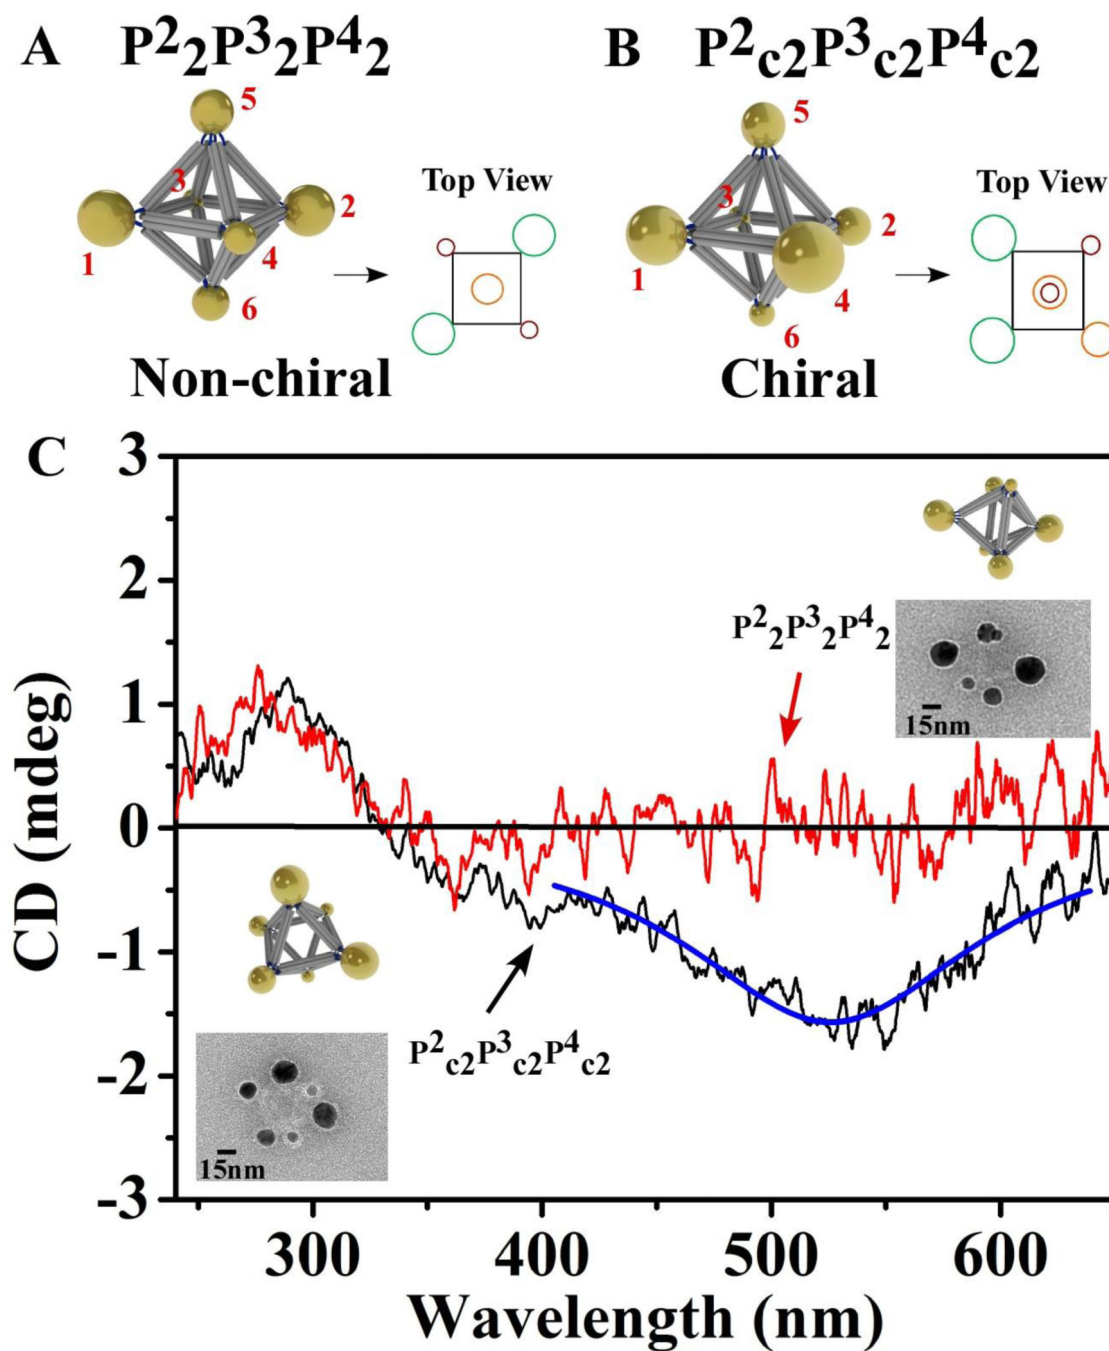 A P²₂P³₂P⁴₂
B P²c₂P³c₂P⁴c₂
5
3
2
1
4
6
Top View
Non-chiral
5
3
2
1
4
6
Top View
Chiral
C
3
2
1
0
-1
-2
-3
CD (mdeg)
P²₂P³₂P⁴₂
15nm
P²c₂P³c₂P⁴c₂
15nm
300 400 500 600
Wavelength (nm)